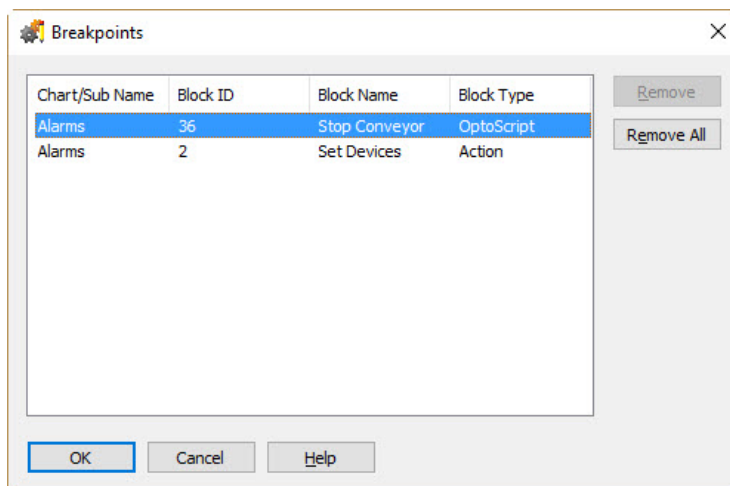 Breakpoints
Chart/Sub Name Block ID Block Name Block Type
Alarms 36 Stop Conveyor OptoScript
Alarms 2 Set Devices Action
Remove
Remove All
OK Cancel Help